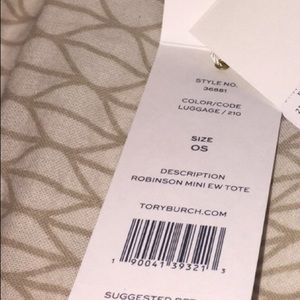 STYLE NO.
36881
COLOR/CODE
LUGGAGE / 210
SIZE
OS
DESCRIPTION
ROBINSON MINI EW TOTE
TORYBURCH.COM
1 90041 39321 3
SUGGESTED